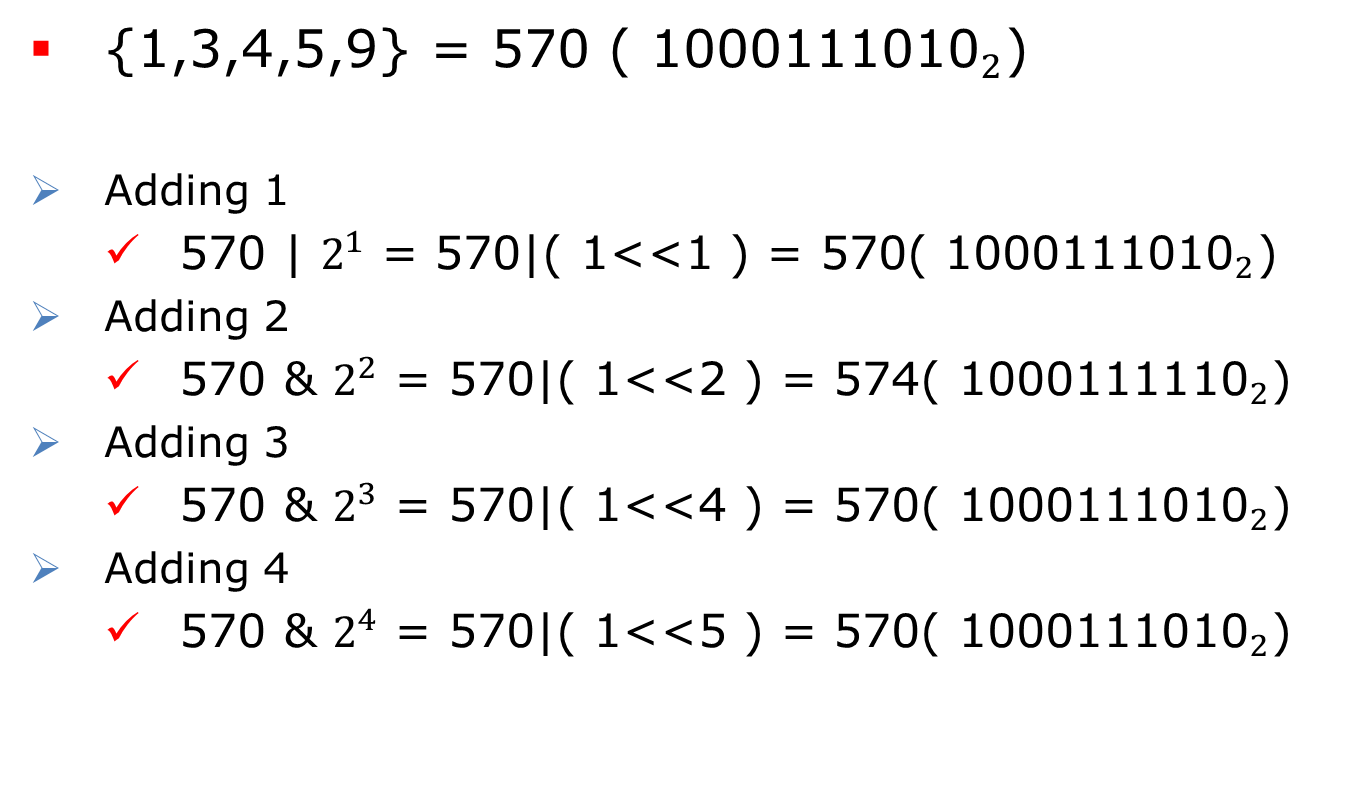 {1,3,4,5,9} = 570 ( 1000111010₂)
Adding 1
570 | 2¹ = 570|( 1<<1 ) = 570( 1000111010₂)
Adding 2
570 & 2² = 570|( 1<<2 ) = 574( 1000111110₂)
Adding 3
570 & 2³ = 570|( 1<<4 ) = 570( 1000111010₂)
Adding 4
570 & 2⁴ = 570|( 1<<5 ) = 570( 1000111010₂)